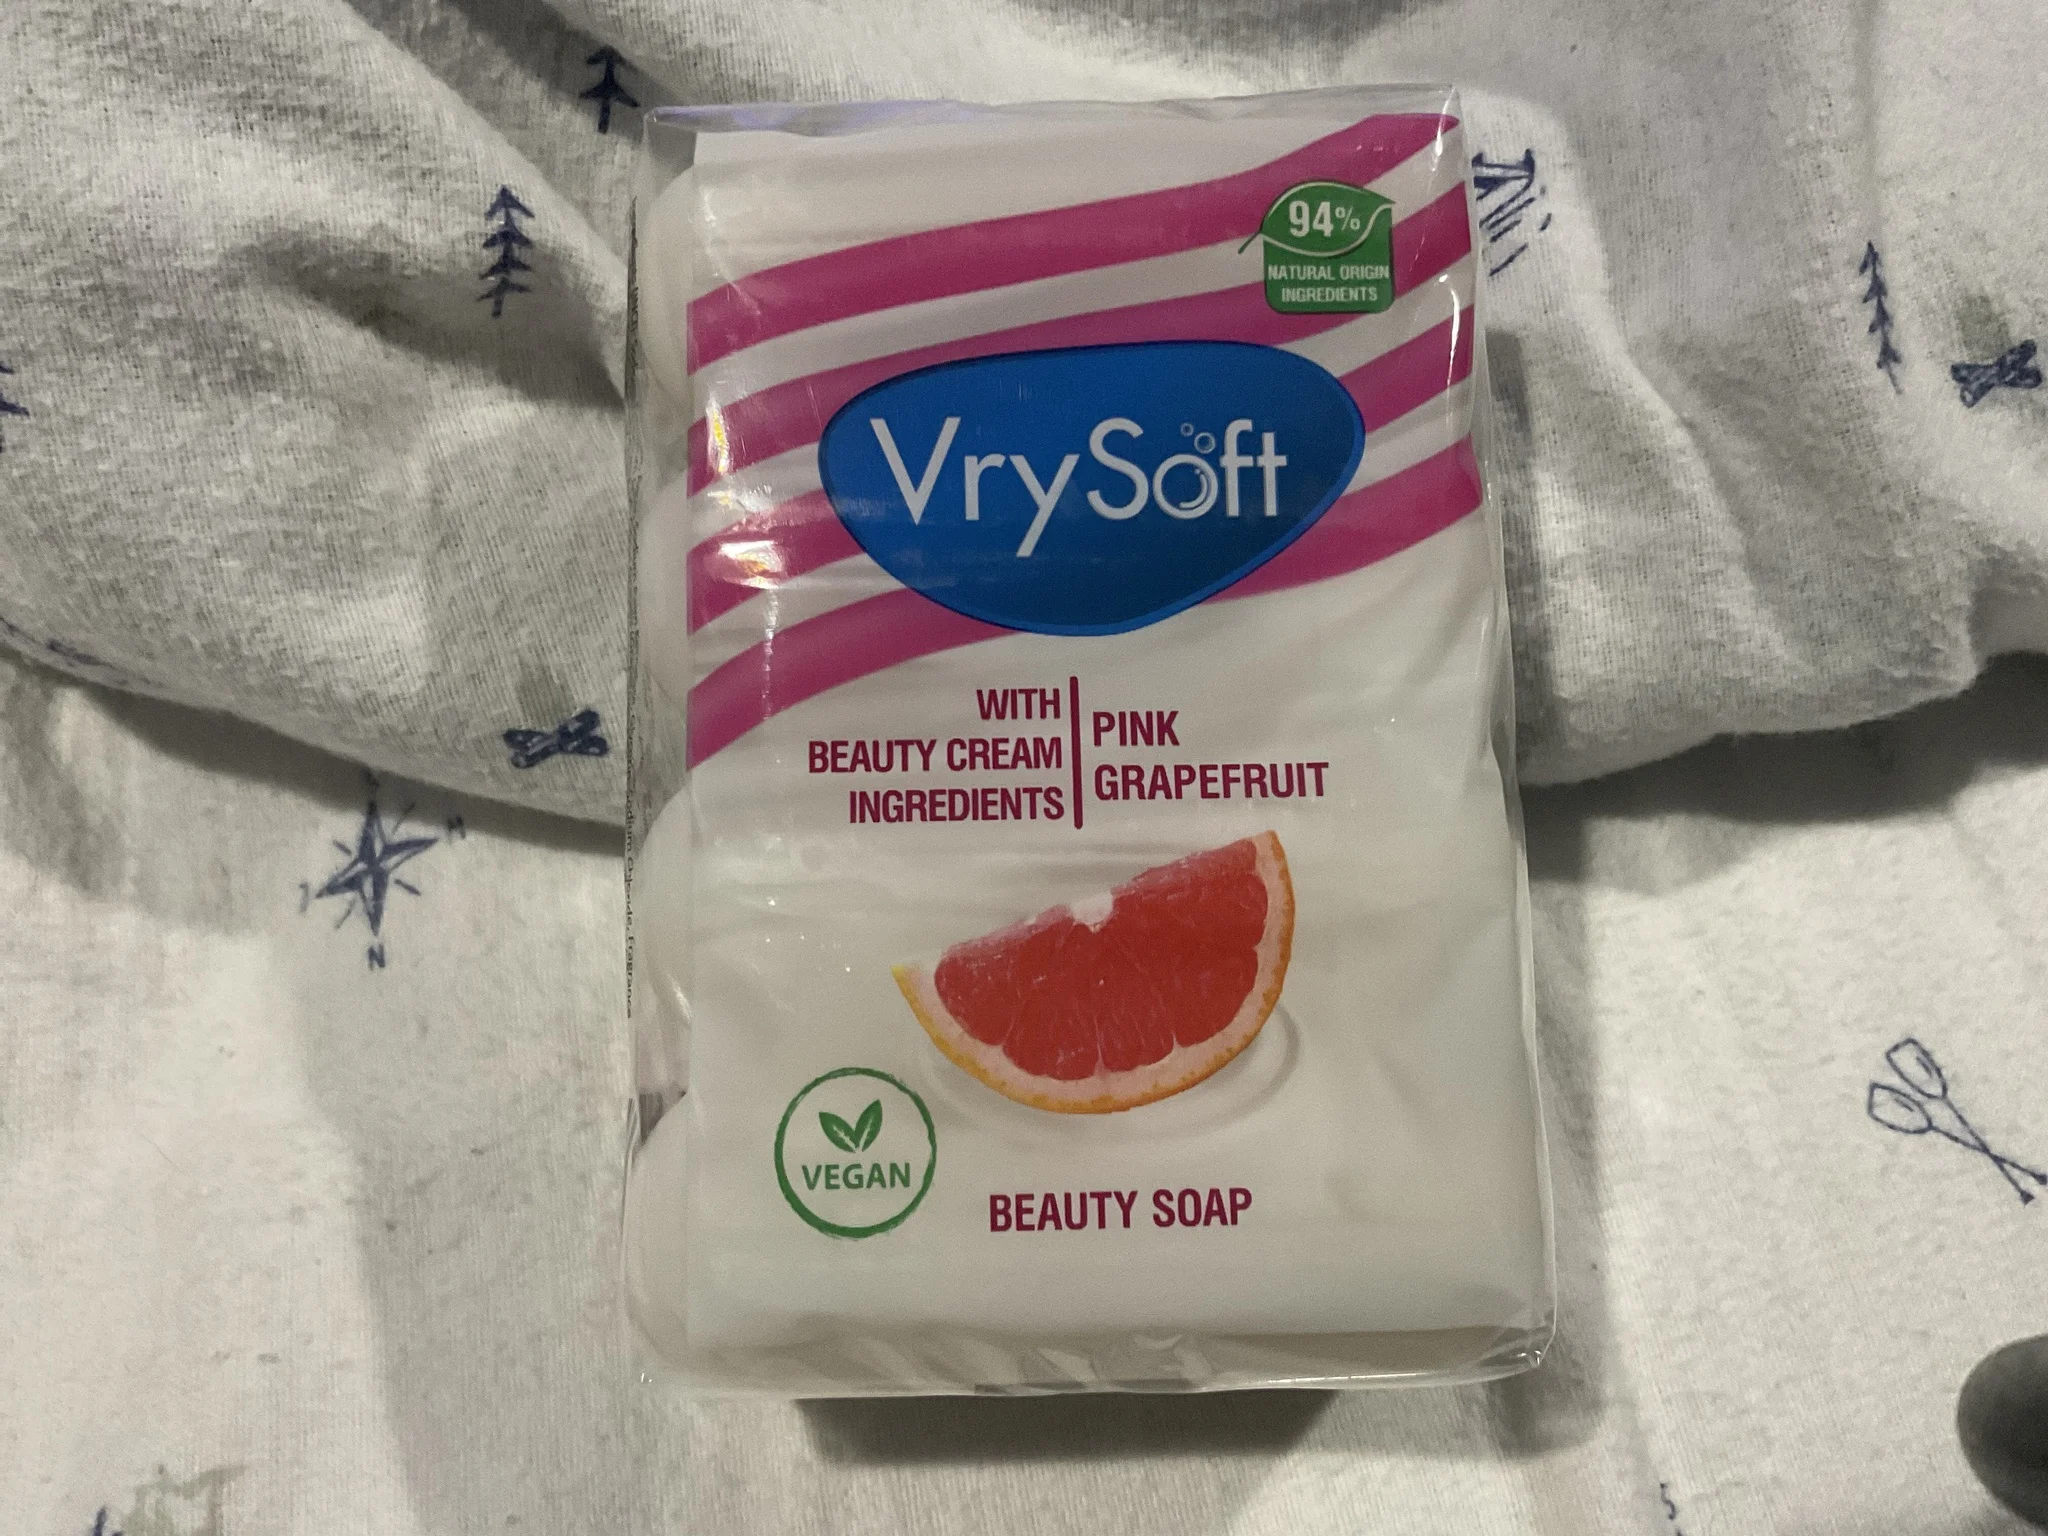 94%
NATURAL ORIGIN
INGREDIENTS
VrySoft
WITH
BEAUTY CREAM
INGREDIENTS
PINK
GRAPEFRUIT
VEGAN
BEAUTY SOAP
N